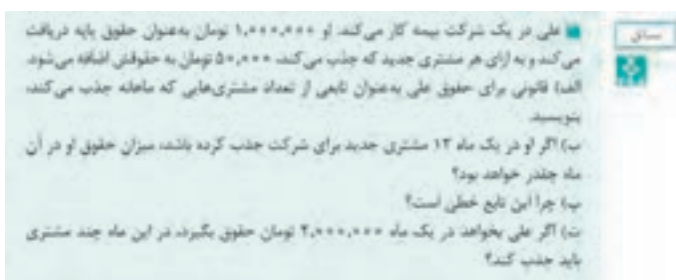 مسائل
علی در یک شرکت بیمه کار می‌کند. او ۱,۰۰۰,۰۰۰ تومان به‌عنوان حقوق پایه دریافت
می‌کند و به ازای هر مشتری جدید که جذب می‌کند، ۵۰,۰۰۰ تومان به حقوقش اضافه می‌شود.
الف) قانونی برای حقوق علی به‌عنوان تابعی از تعداد مشتری‌هایی که ماهانه جذب می‌کند،
بنویسید.
ب) اگر او در یک ماه ۱۲ مشتری جدید برای شرکت جذب کرده باشد، میزان حقوق او در آن
ماه چقدر خواهد بود؟
پ) چرا این تابع خطی است؟
ت) اگر علی بخواهد در یک ماه ۲,۰۰۰,۰۰۰ تومان حقوق بگیرد، در این ماه چند مشتری
باید جذب کند؟